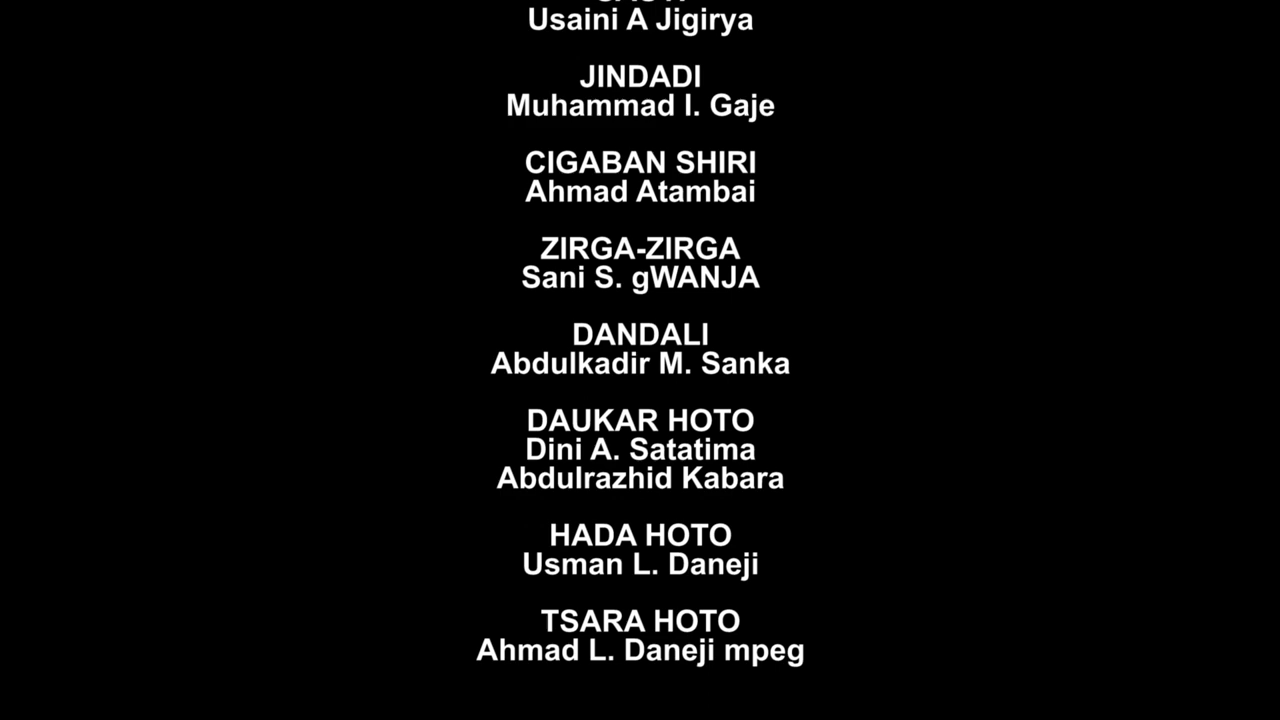 Usaini A Jigirya
JINDADI
Muhammad I. Gaje
CIGABAN SHIRI
Ahmad Atambai
ZIRGA-ZIRGA
Sani S. gWANJA
DANDALI
Abdulkadir M. Sanka
DAUKAR HOTO
Dini A. Satatima
Abdulrazhid Kabara
HADA HOTO
Usman L. Daneji
TSARA HOTO
Ahmad L. Daneji mpeg